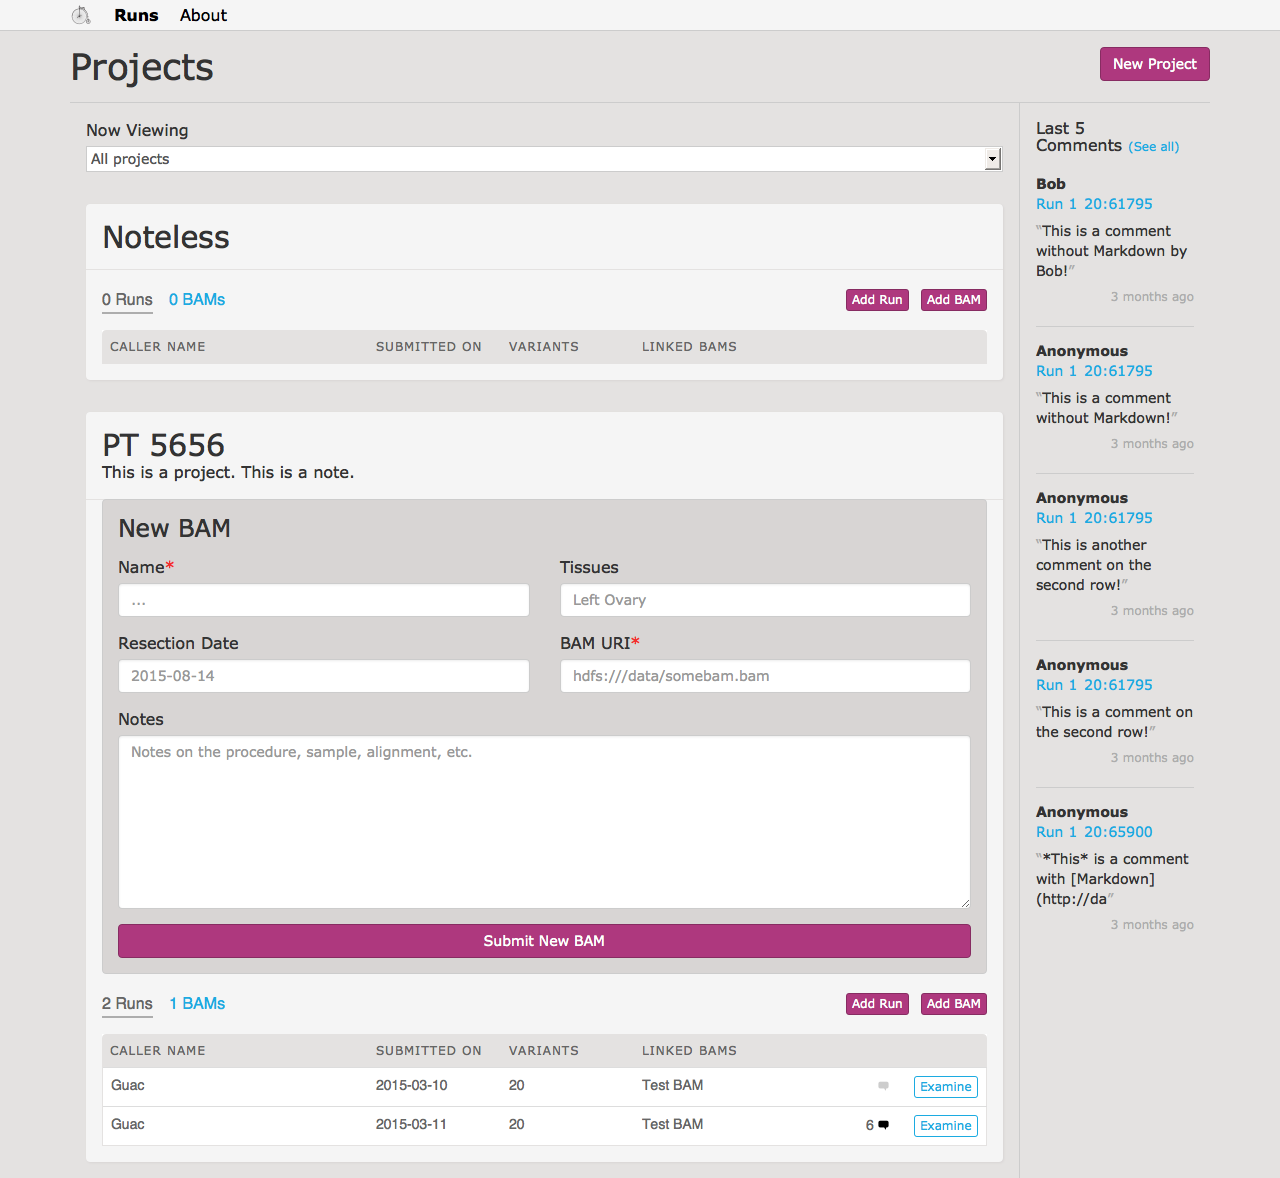 Runs About
Projects
New Project
Now Viewing
All projects
Noteless
0 Runs 0 BAMs Add Run Add BAM
CALLER NAME SUBMITTED ON VARIANTS LINKED BAMS
PT 5656
This is a project. This is a note.
New BAM
Name* Tissues
... Left Ovary
Resection Date BAM URI*
2015-08-14 hdfs:///data/somebam.bam
Notes
Notes on the procedure, sample, alignment, etc.
Submit New BAM
2 Runs 1 BAMs Add Run Add BAM
CALLER NAME SUBMITTED ON VARIANTS LINKED BAMS
Guac 2015-03-10 20 Test BAM Examine
Guac 2015-03-11 20 Test BAM 6 Examine
Last 5
Comments (See all)
Bob
Run 1 20:61795
“This is a comment
without Markdown by
Bob!”
3 months ago
Anonymous
Run 1 20:61795
“This is a comment
without Markdown!”
3 months ago
Anonymous
Run 1 20:61795
“This is another
comment on the
second row!”
3 months ago
Anonymous
Run 1 20:61795
“This is a comment on
the second row!”
3 months ago
Anonymous
Run 1 20:65900
“*This* is a comment
with [Markdown]
(http://da”
3 months ago